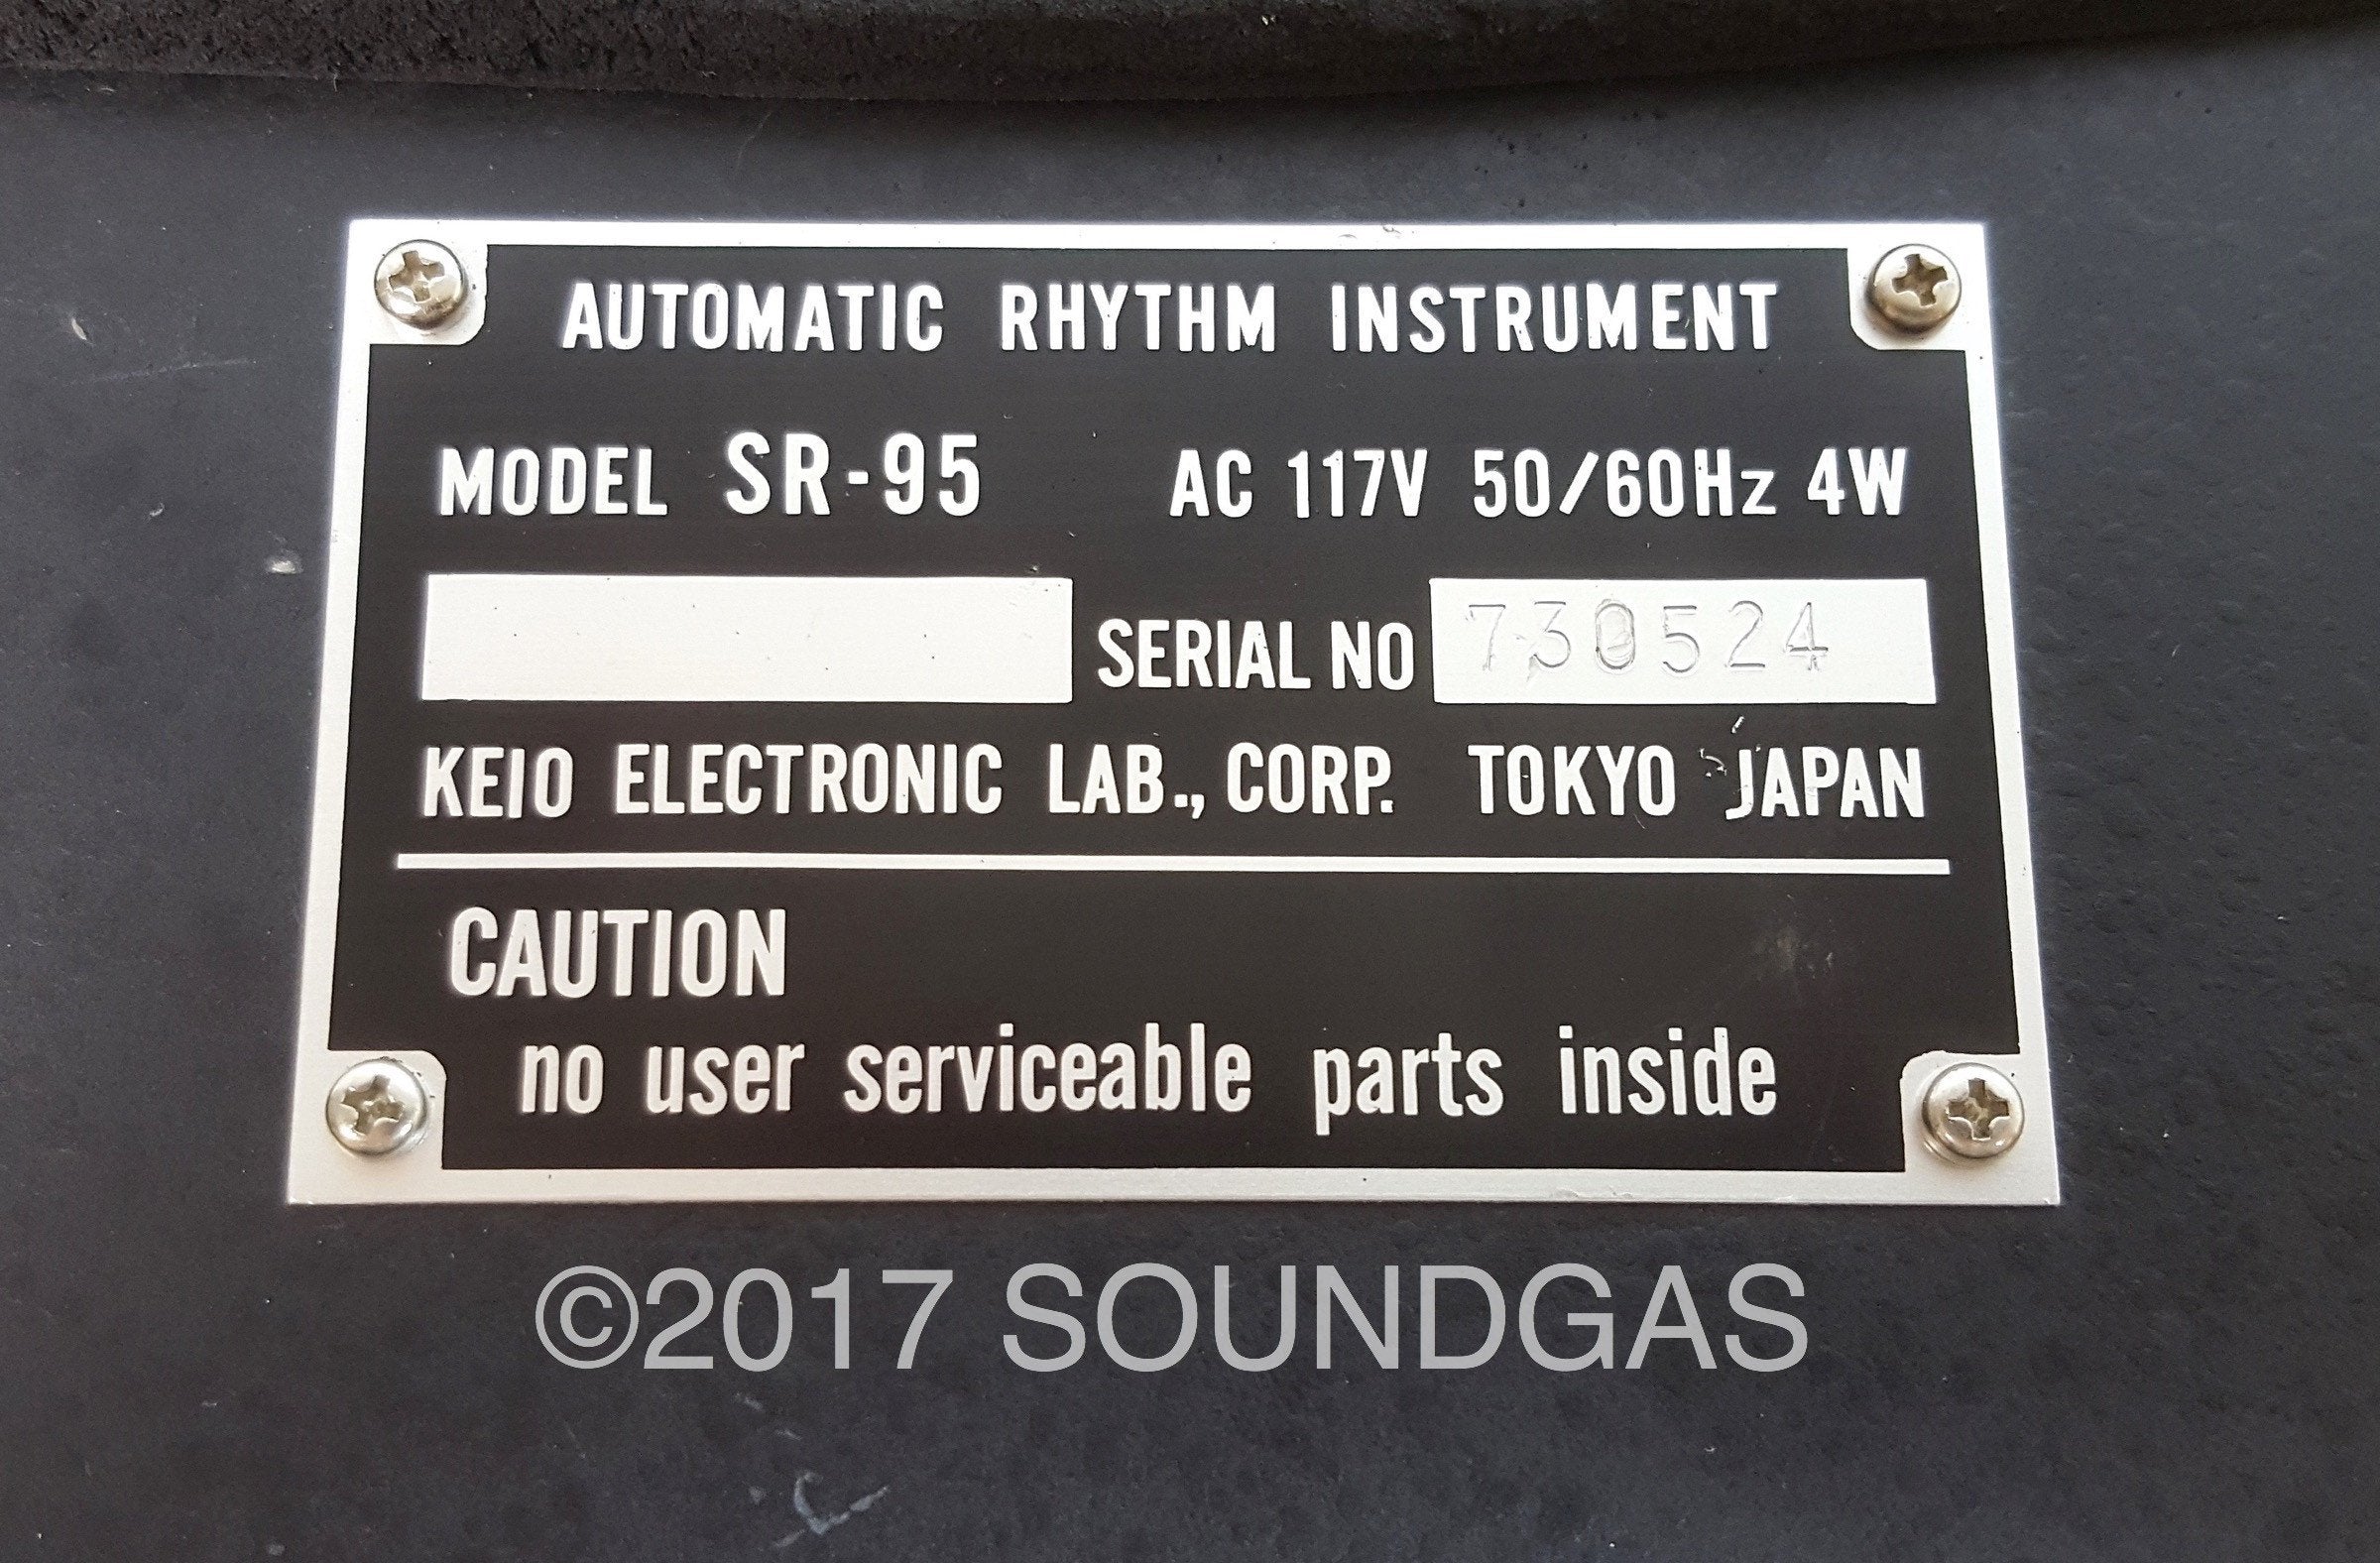 AUTOMATIC RHYTHM INSTRUMENT
MODEL SR-95 AC 117V 50/60Hz 4W
SERIAL NO 730524
KEIO ELECTRONIC LAB., CORP. TOKYO JAPAN
CAUTION
no user serviceable parts inside
©2017 SOUNDGAS